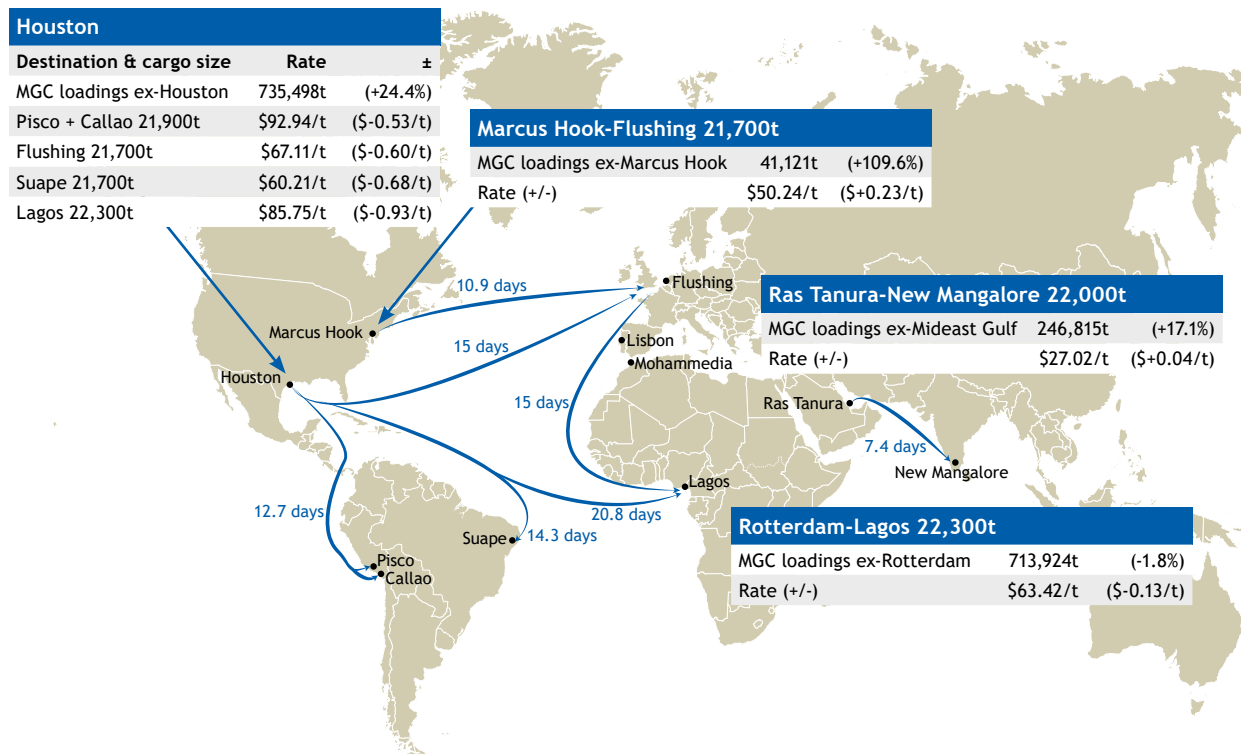 Houston
Destination & cargo size Rate ±
MGC loadings ex-Houston 735,498t (+24.4%)
Pisco + Callao 21,900t $92.94/t ($-0.53/t)
Flushing 21,700t $67.11/t ($-0.60/t)
Suape 21,700t $60.21/t ($-0.68/t)
Lagos 22,300t $85.75/t ($-0.93/t)
Marcus Hook-Flushing 21,700t
MGC loadings ex-Marcus Hook 41,121t (+109.6%)
Rate (+/-) $50.24/t ($+0.23/t)
Ras Tanura-New Mangalore 22,000t
MGC loadings ex-Mideast Gulf 246,815t (+17.1%)
Rate (+/-) $27.02/t ($+0.04/t)
Rotterdam-Lagos 22,300t
MGC loadings ex-Rotterdam 713,924t (-1.8%)
Rate (+/-) $63.42/t ($-0.13/t)
10.9 days
Flushing
Marcus Hook
15 days
Lisbon
Mohammedia
Houston
15 days
Ras Tanura
7.4 days
New Mangalore
Lagos
12.7 days
20.8 days
Suape
14.3 days
Pisco
Callao